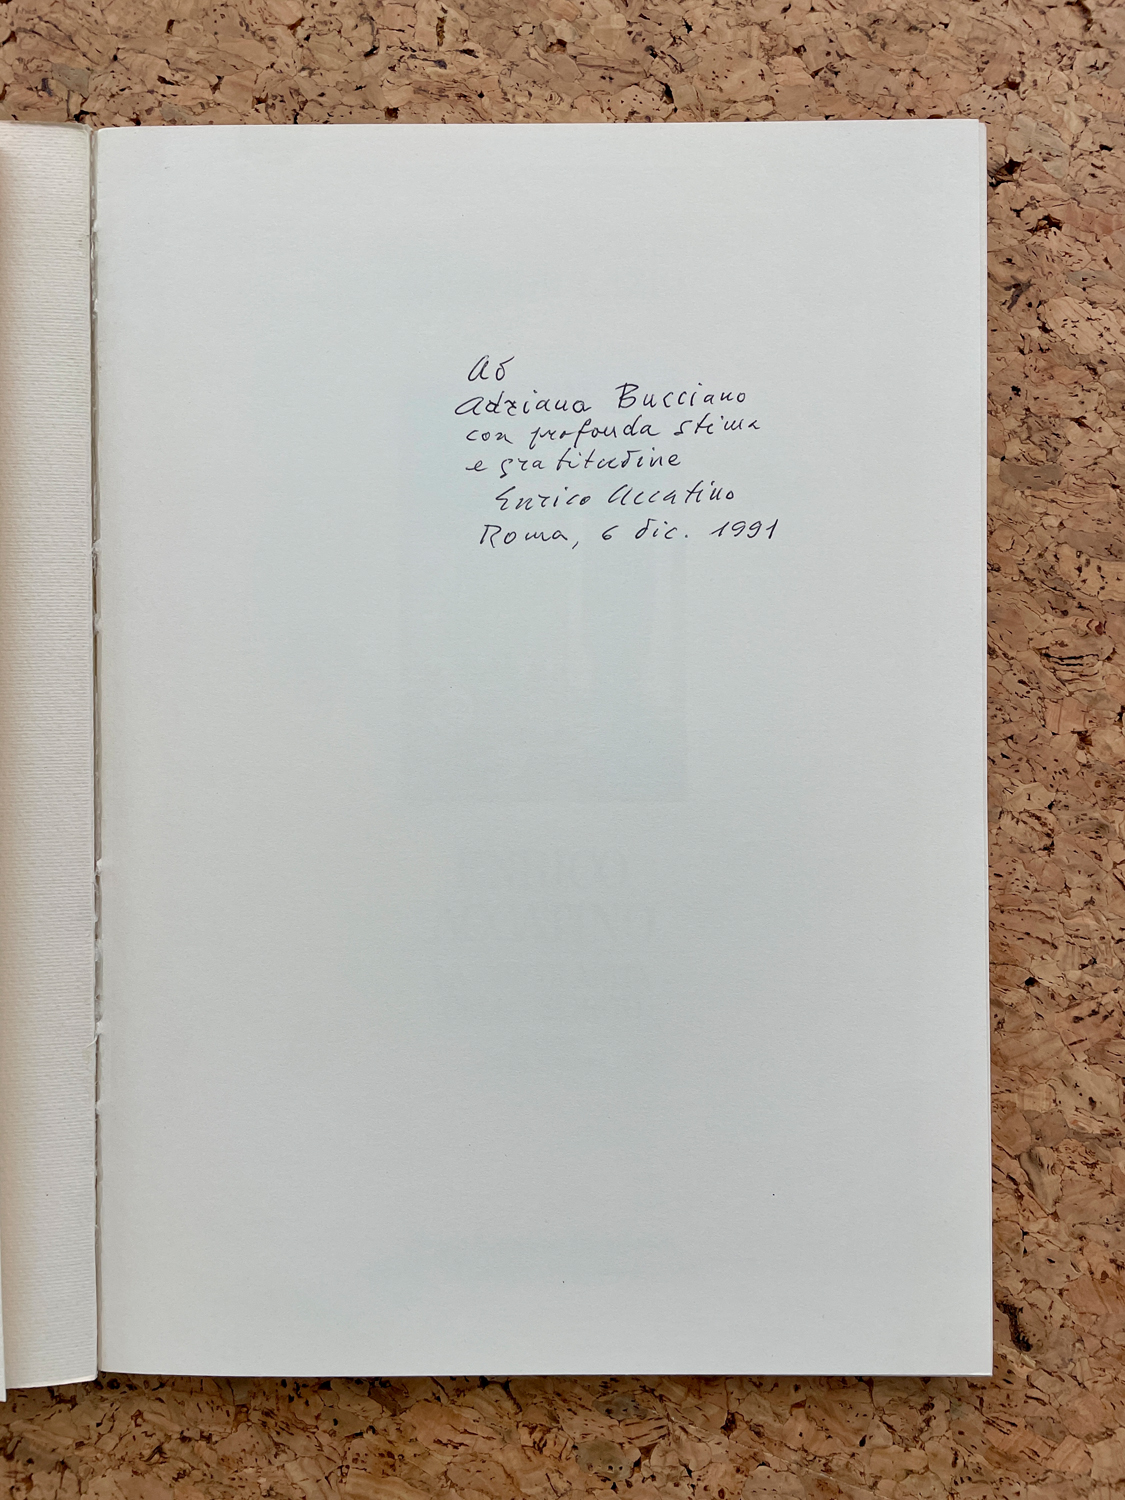 Ad
Adriana Bucciano
con profonda stima
e gratitudine
Enrico Accatino
Roma, 6 dic. 1991